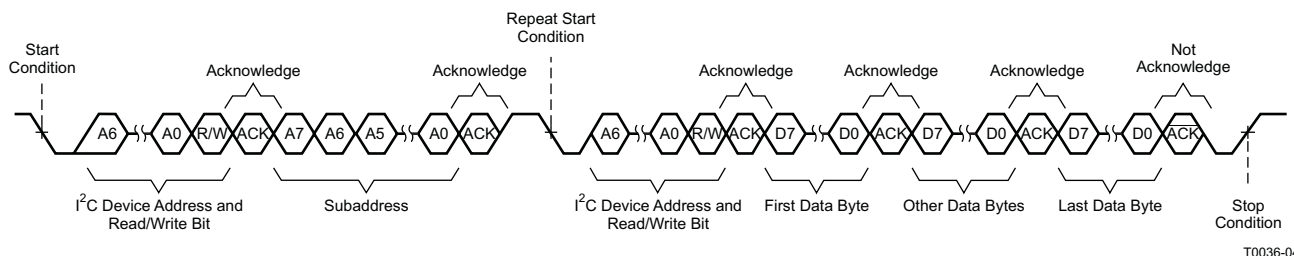 Repeat Start
Condition
Start
Condition
Not
Acknowledge
Acknowledge
Acknowledge
Acknowledge
Acknowledge
Acknowledge
A6 A0 R/W ACK A7 A6 A5 A0 ACK A6 A0 R/W ACK D7 D0 ACK D7 D0 ACK D7 D0 ACK
I²C Device Address and
Read/Write Bit
Subaddress
I²C Device Address and
Read/Write Bit
First Data Byte
Other Data Bytes
Last Data Byte
Stop
Condition
T0036-04